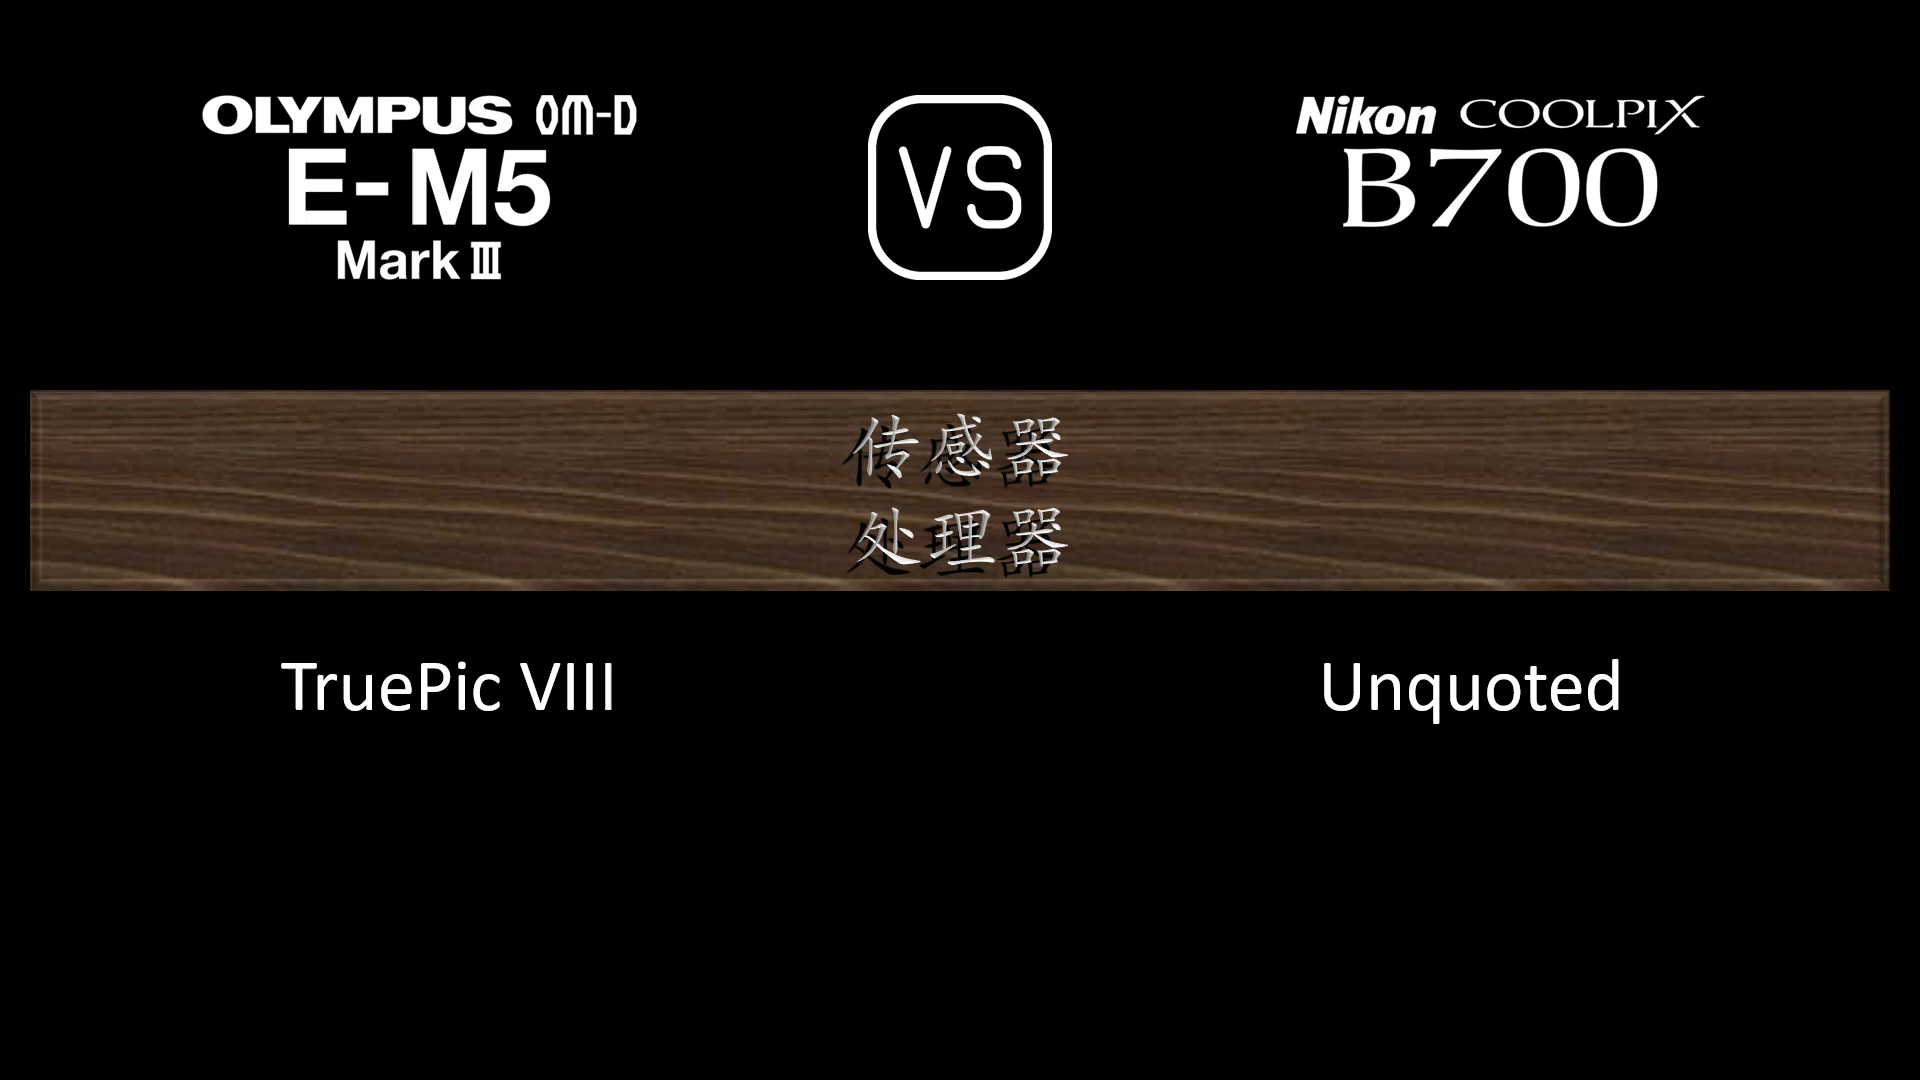 OLYMPUS OM-D
E-M5
Mark III
VS
Nikon COOLPIX
B700
传感器
处理器
TruePic VIII
Unquoted